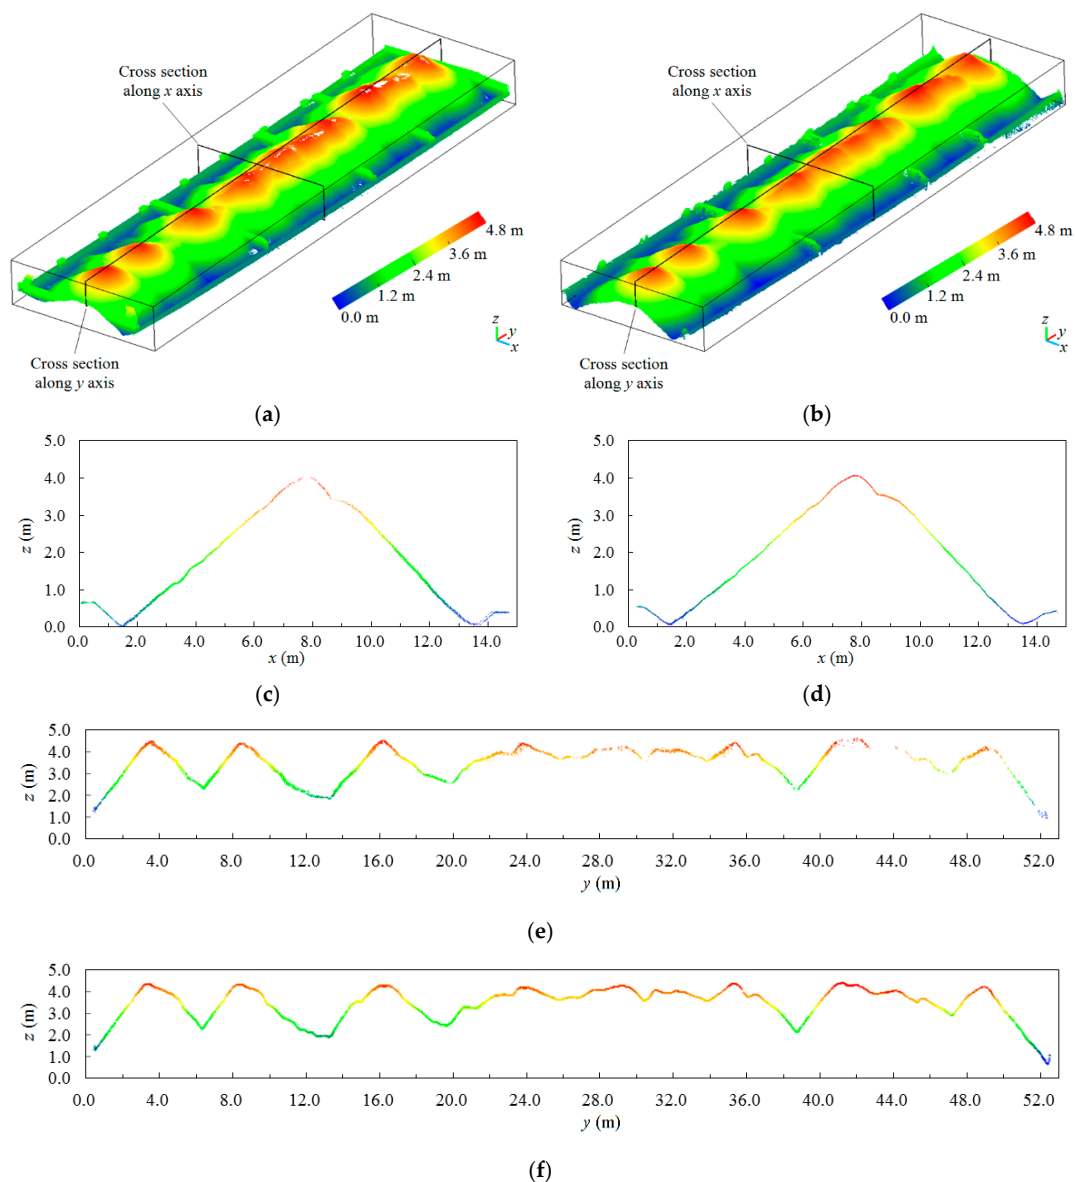 Cross section
along x axis
4.8 m
3.6 m
2.4 m
1.2 m
0.0 m
z
y
x
Cross section
along y axis
(a)
Cross section
along x axis
4.8 m
3.6 m
2.4 m
1.2 m
0.0 m
z
y
x
Cross section
along y axis
(b)
5.0
4.0
3.0
2.0
1.0
0.0
z (m)
0.0 2.0 4.0 6.0 8.0 10.0 12.0 14.0
x (m)
(c)
5.0
4.0
3.0
2.0
1.0
0.0
z (m)
0.0 2.0 4.0 6.0 8.0 10.0 12.0 14.0
x (m)
(d)
5.0
4.0
3.0
2.0
1.0
0.0
z (m)
0.0 4.0 8.0 12.0 16.0 20.0 24.0 28.0 32.0 36.0 40.0 44.0 48.0 52.0
y (m)
(e)
5.0
4.0
3.0
2.0
1.0
0.0
z (m)
0.0 4.0 8.0 12.0 16.0 20.0 24.0 28.0 32.0 36.0 40.0 44.0 48.0 52.0
y (m)
(f)